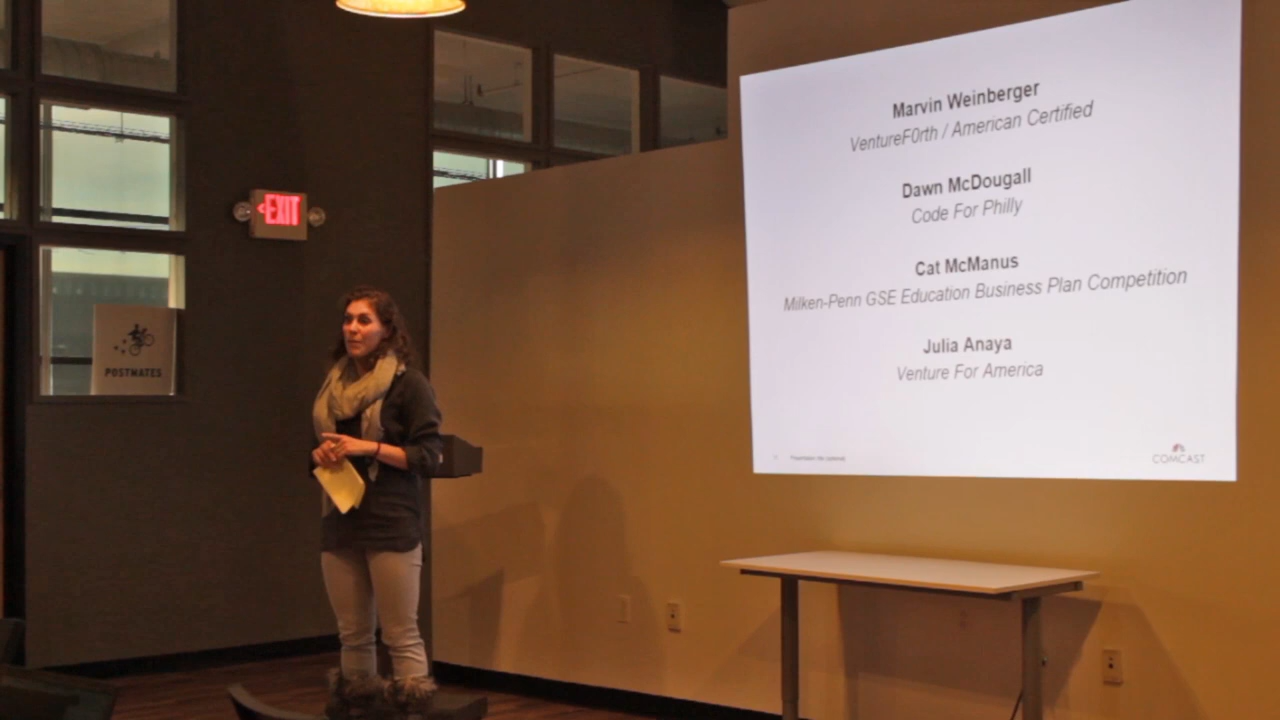 EXIT
POSTMATES
Marvin Weinberger
VentureF0rth / American Certified
Dawn McDougall
Code For Philly
Cat McManus
Milken-Penn GSE Education Business Plan Competition
Julia Anaya
Venture For America
COMCAST